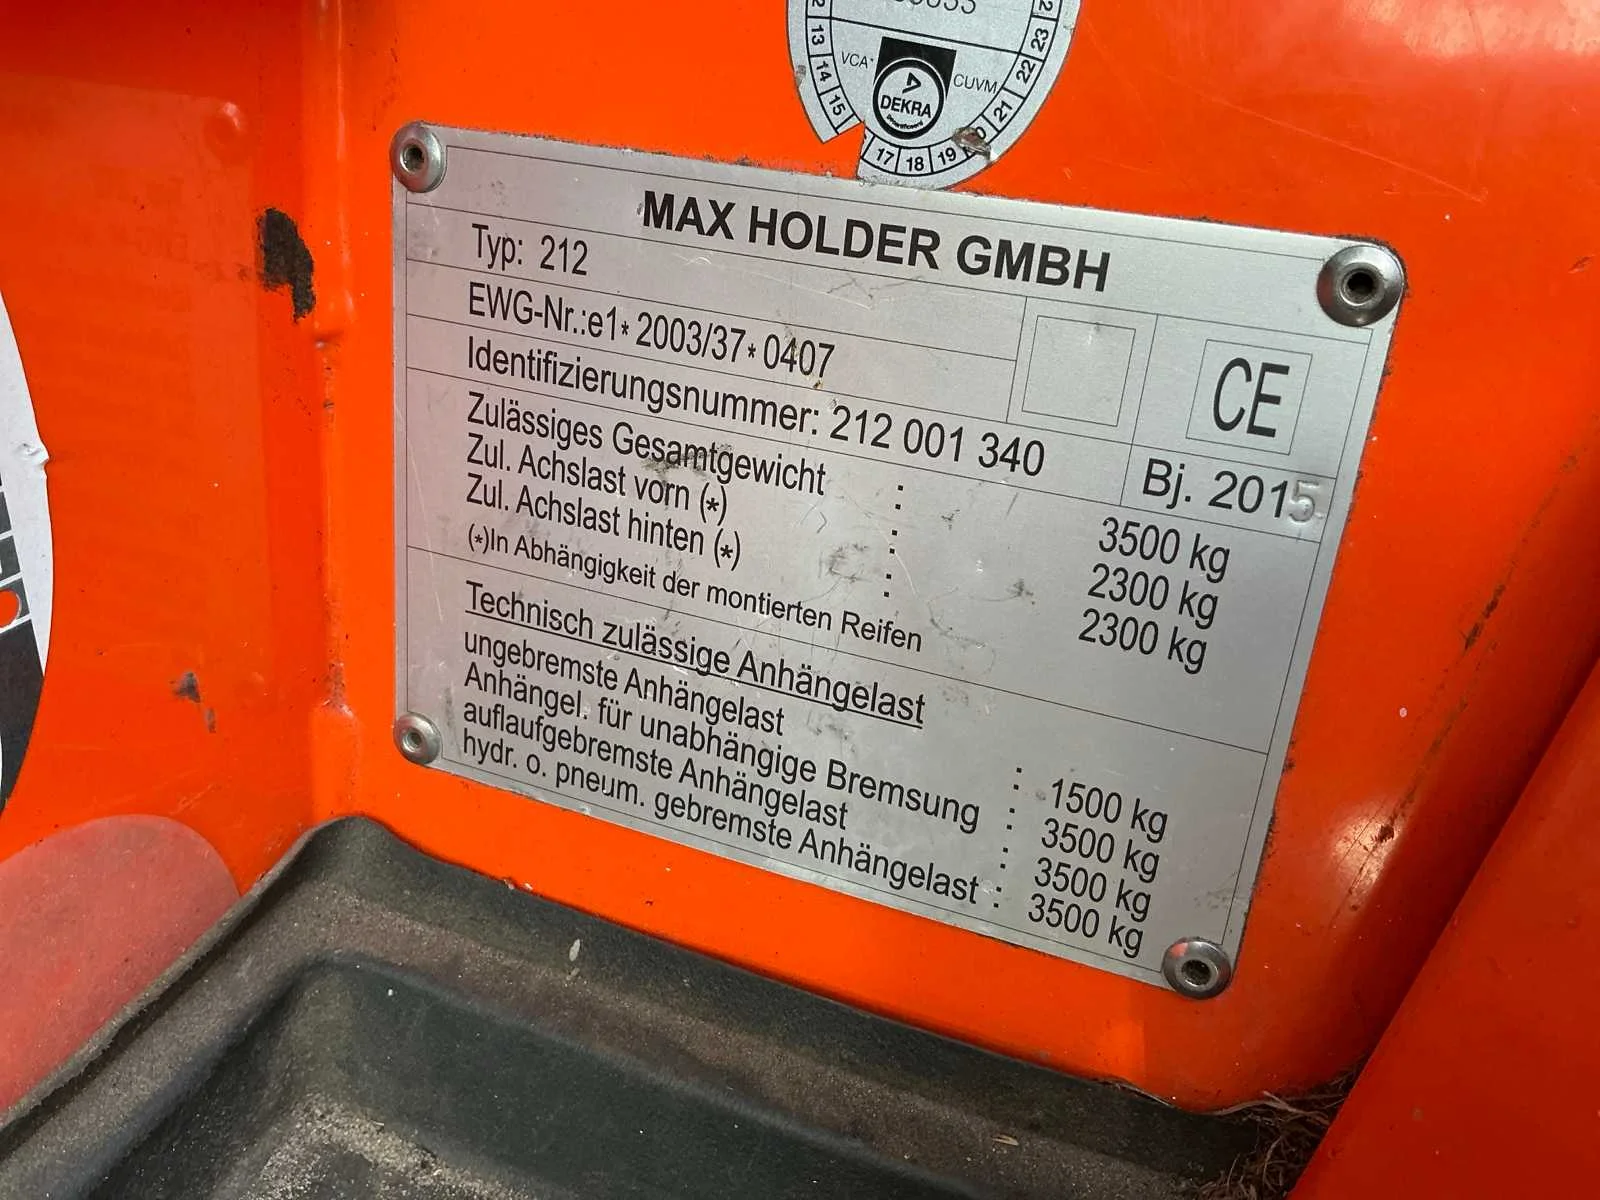 12 13 14 15 17 18 19 20 21 22 23
VCA* CUVM
DEKRA
MAX HOLDER GMBH
Typ: 212
EWG-Nr.:e1*2003/37*0407
CE
Identifizierungsnummer: 212 001 340
Bj. 2015
Zulässiges Gesamtgewicht : 3500 kg
Zul. Achslast vorn (*) : 2300 kg
Zul. Achslast hinten (*) : 2300 kg
(*)In Abhängigkeit der montierten Reifen
Technisch zulässige Anhängelast
ungebremste Anhängelast : 1500 kg
Anhängel. für unabhängige Bremsung : 3500 kg
auflaufgebremste Anhängelast : 3500 kg
hydr. o. pneum. gebremste Anhängelast : 3500 kg